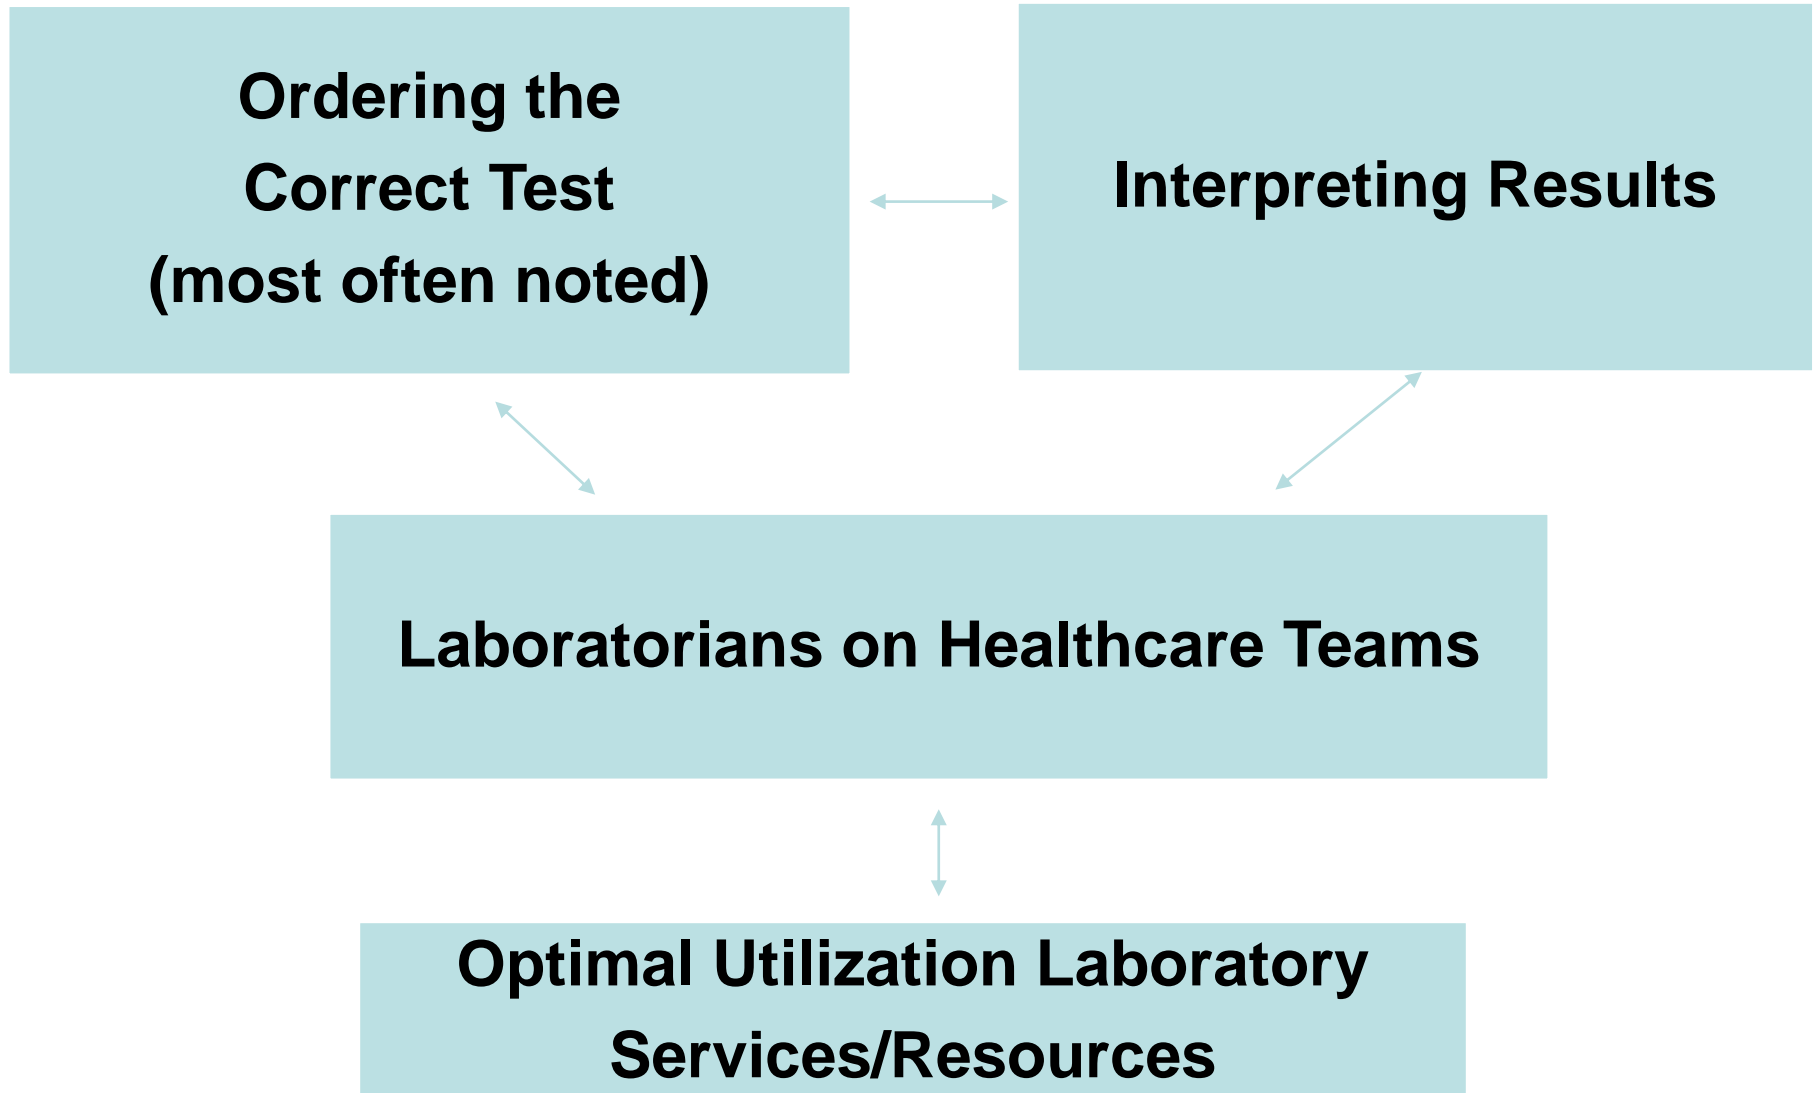 Ordering the
Correct Test
(most often noted)
Interpreting Results
Laboratorians on Healthcare Teams
Optimal Utilization Laboratory
Services/Resources